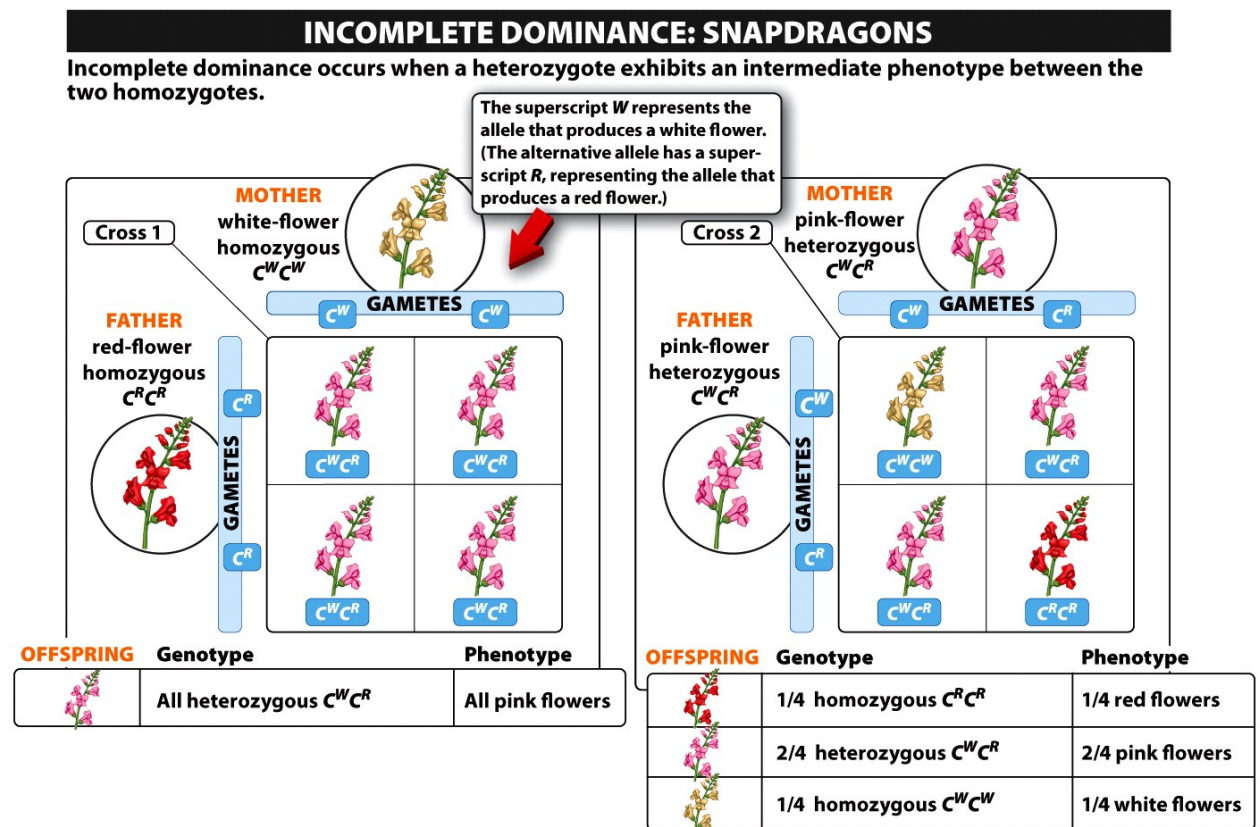 INCOMPLETE DOMINANCE: SNAPDRAGONS
Incomplete dominance occurs when a heterozygote exhibits an intermediate phenotype between the
two homozygotes.
The superscript W represents the
allele that produces a white flower.
(The alternative allele has a super-
script R, representing the allele that
produces a red flower.)
Cross 1
MOTHER
white-flower
homozygous
CᵂCᵂ
GAMETES
Cᵂ
Cᵂ
FATHER
red-flower
homozygous
CᴿCᴿ
GAMETES
Cᴿ
Cᴿ
CᵂCᴿ
CᵂCᴿ
CᵂCᴿ
CᵂCᴿ
OFFSPRING Genotype Phenotype
All heterozygous CᵂCᴿ All pink flowers
Cross 2
MOTHER
pink-flower
heterozygous
CᵂCᴿ
GAMETES
Cᵂ
Cᴿ
FATHER
pink-flower
heterozygous
CᵂCᴿ
GAMETES
Cᵂ
Cᴿ
CᵂCᵂ
CᵂCᴿ
CᵂCᴿ
CᴿCᴿ
OFFSPRING Genotype Phenotype
1/4 homozygous CᴿCᴿ 1/4 red flowers
2/4 heterozygous CᵂCᴿ 2/4 pink flowers
1/4 homozygous CᵂCᵂ 1/4 white flowers